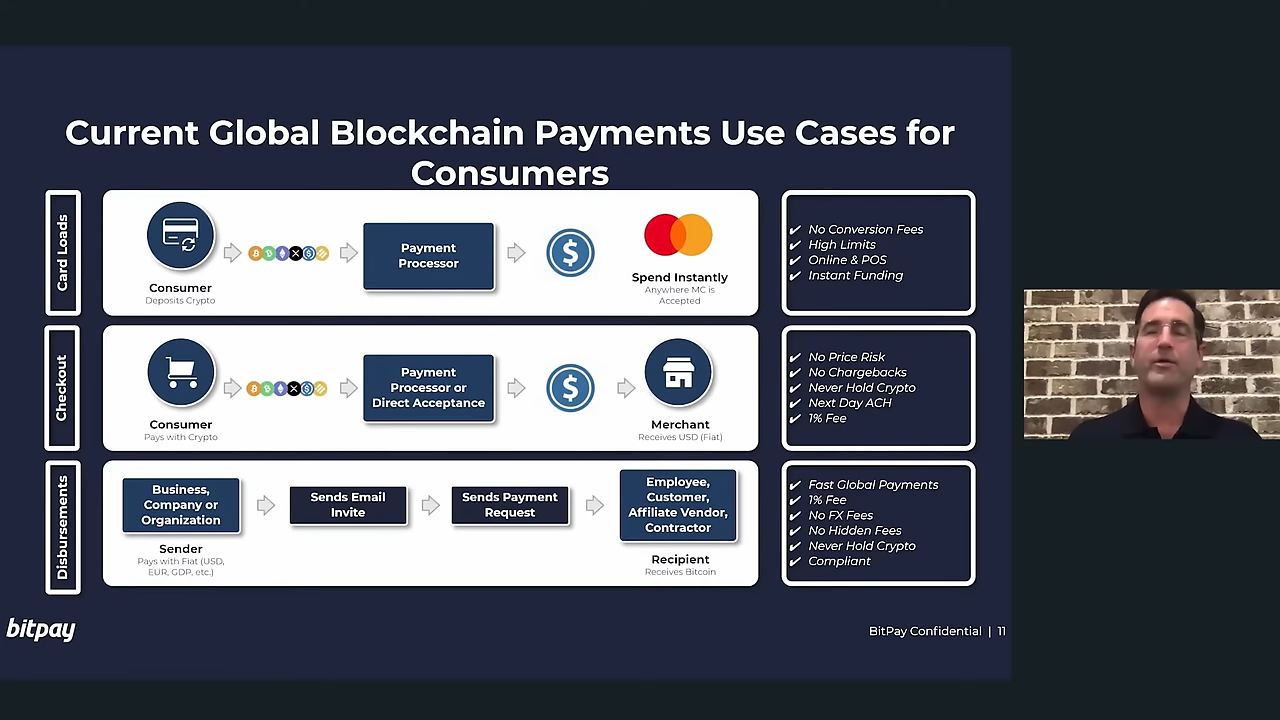 Current Global Blockchain Payments Use Cases for
Consumers
Card Loads
Consumer
Deposits Crypto
Payment
Processor
$
Spend Instantly
Anywhere MC is
Accepted
✔ No Conversion Fees
✔ High Limits
✔ Online & POS
✔ Instant Funding
Checkout
Consumer
Pays with Crypto
Payment
Processor or
Direct Acceptance
$
Merchant
Receives USD (Fiat)
✔ No Price Risk
✔ No Chargebacks
✔ Never Hold Crypto
✔ Next Day ACH
✔ 1% Fee
Disbursements
Business,
Company or
Organization
Sender
Pays with Fiat (USD,
EUR, GDP, etc.)
Sends Email
Invite
Sends Payment
Request
Employee,
Customer,
Affiliate Vendor,
Contractor
Recipient
Receives Bitcoin
✔ Fast Global Payments
✔ 1% Fee
✔ No FX Fees
✔ No Hidden Fees
✔ Never Hold Crypto
✔ Compliant
bitpay
BitPay Confidential | 11